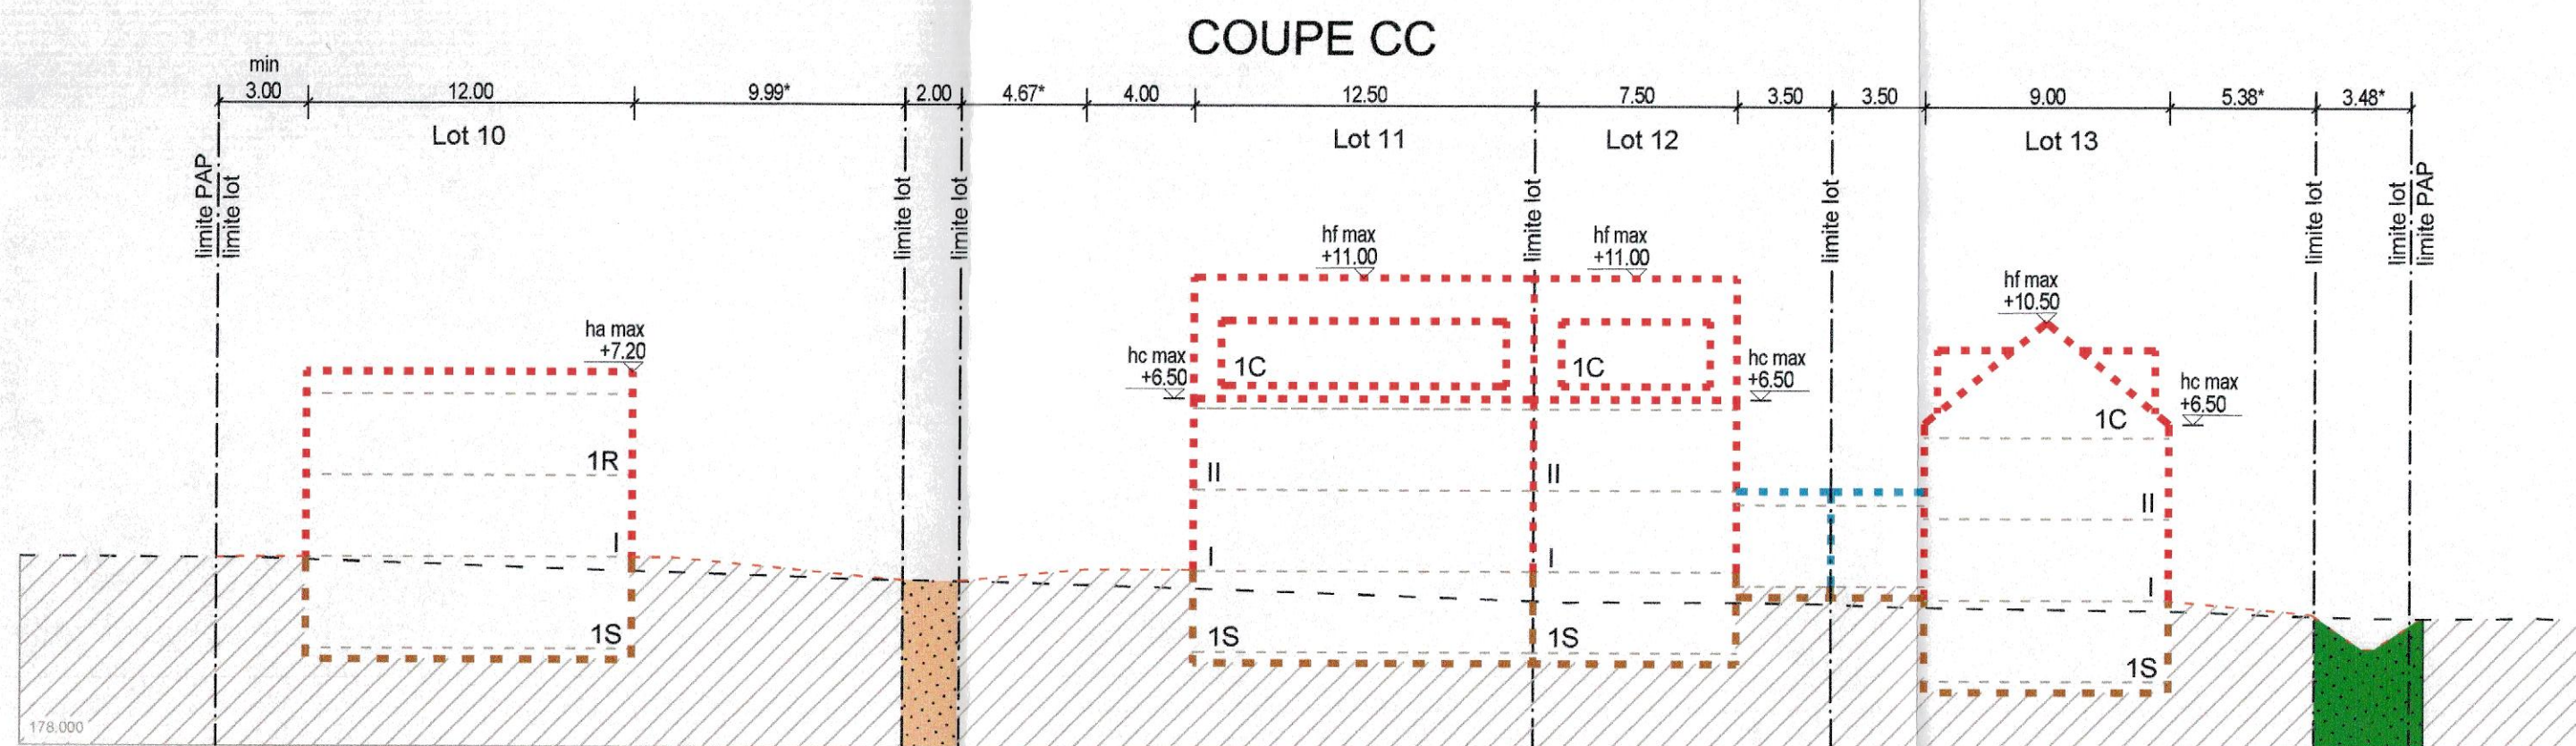 COUPE CC
min
3.00 12.00 9.99* 2.00 4.67* 4.00 12.50 7.50 3.50 3.50 9.00 5.38* 3.48*
Lot 10 Lot 11 Lot 12 Lot 13
limite PAP
limite lot
limite lot
limite lot
limite lot
limite lot
limite lot
limite lot
limite PAP
hf max
+11.00
hf max
+11.00
hf max
+10.50
ha max
+7.20
hc max
+6.50
hc max
+6.50
hc max
+6.50
1C
1C
1C
1R
II
II
II
I
I
I
I
1S
1S
1S
1S
178.000